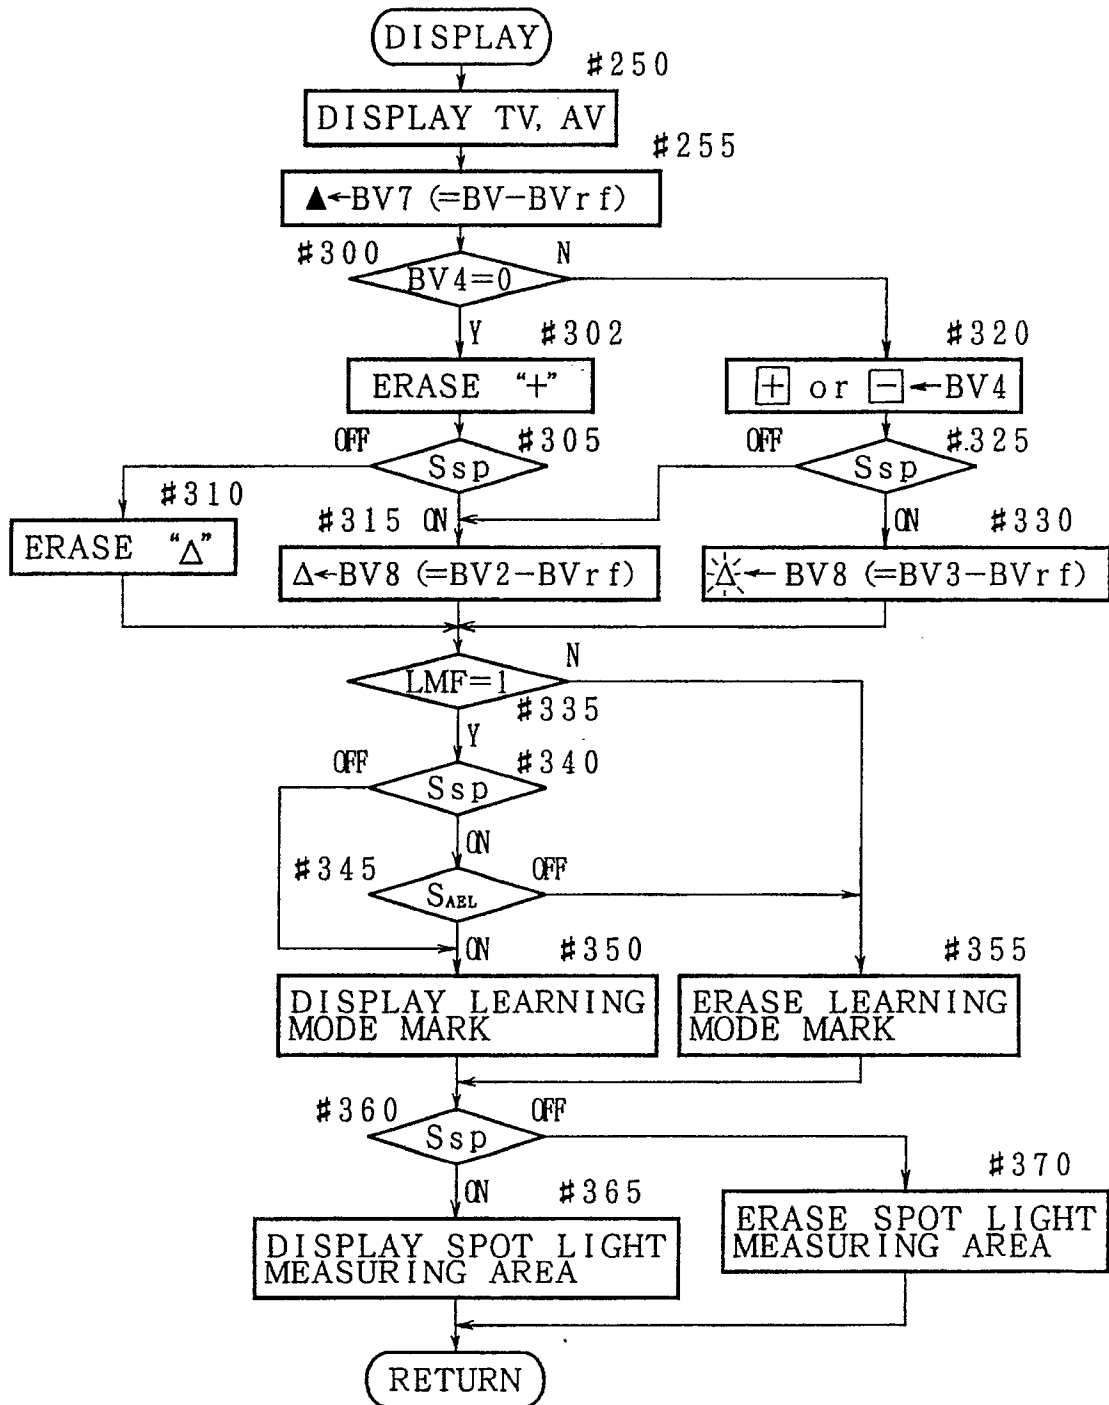 DISPLAY
#250
DISPLAY TV, AV
#255
▲←BV7 (=BV−BVrf)
#300
N
BV4=0
Y
#302
#320
ERASE "+"
+ or − ←BV4
OFF
#305
OFF
#325
Ssp
Ssp
#310
#315
ON
ON
#330
ERASE "△"
△←BV8 (=BV2−BVrf)
△← BV8 (=BV3−BVrf)
N
LMF=1
#335
Y
OFF
#340
Ssp
ON
#345
OFF
SAEL
ON
#350
#355
DISPLAY LEARNING
MODE MARK
ERASE LEARNING
MODE MARK
#360
OFF
Ssp
#370
ON
#365
DISPLAY SPOT LIGHT
MEASURING AREA
ERASE SPOT LIGHT
MEASURING AREA
RETURN